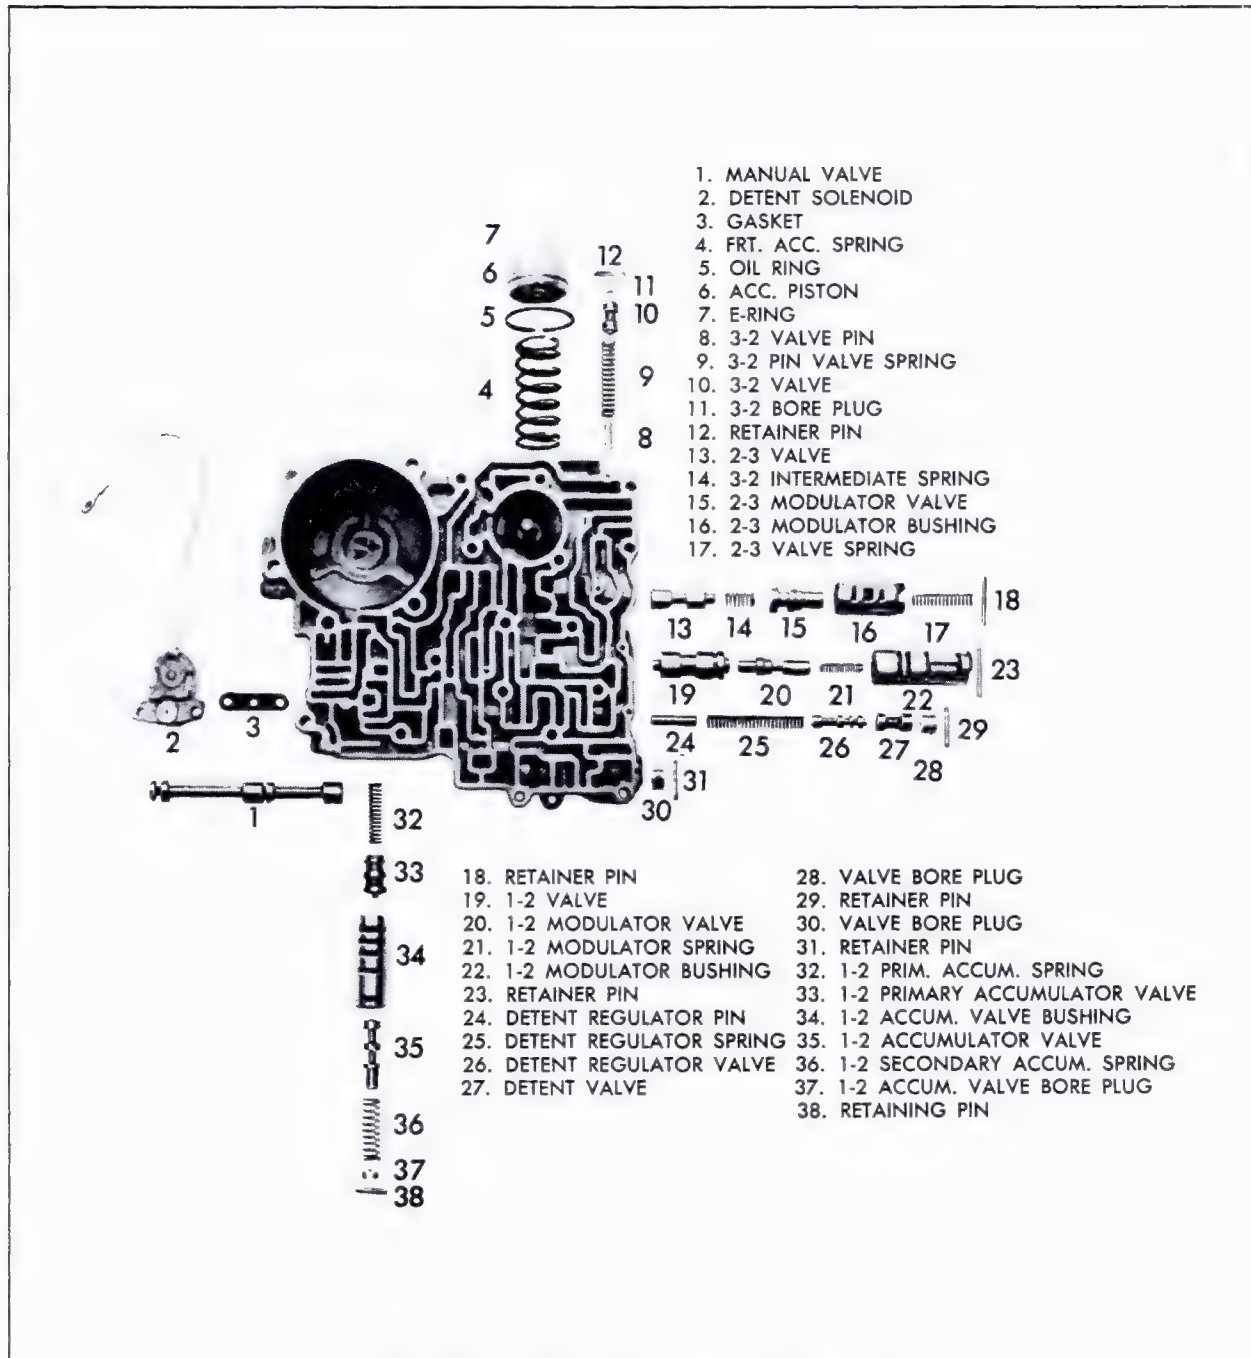 1. MANUAL VALVE
2. DETENT SOLENOID
3. GASKET
4. FRT. ACC. SPRING
5. OIL RING
6. ACC. PISTON
7. E-RING
8. 3-2 VALVE PIN
9. 3-2 PIN VALVE SPRING
10. 3-2 VALVE
11. 3-2 BORE PLUG
12. RETAINER PIN
13. 2-3 VALVE
14. 3-2 INTERMEDIATE SPRING
15. 2-3 MODULATOR VALVE
16. 2-3 MODULATOR BUSHING
17. 2-3 VALVE SPRING
7
12
6
11
5
10
4
9
8
13 14 15 16 17 18
19 20 21 22 23
2
3
24 25 26 27 28 29
30 31
1
32
33
34
35
36
37
38
18. RETAINER PIN
19. 1-2 VALVE
20. 1-2 MODULATOR VALVE
21. 1-2 MODULATOR SPRING
22. 1-2 MODULATOR BUSHING
23. RETAINER PIN
24. DETENT REGULATOR PIN
25. DETENT REGULATOR SPRING
26. DETENT REGULATOR VALVE
27. DETENT VALVE
28. VALVE BORE PLUG
29. RETAINER PIN
30. VALVE BORE PLUG
31. RETAINER PIN
32. 1-2 PRIM. ACCUM. SPRING
33. 1-2 PRIMARY ACCUMULATOR VALVE
34. 1-2 ACCUM. VALVE BUSHING
35. 1-2 ACCUMULATOR VALVE
36. 1-2 SECONDARY ACCUM. SPRING
37. 1-2 ACCUM. VALVE BORE PLUG
38. RETAINING PIN